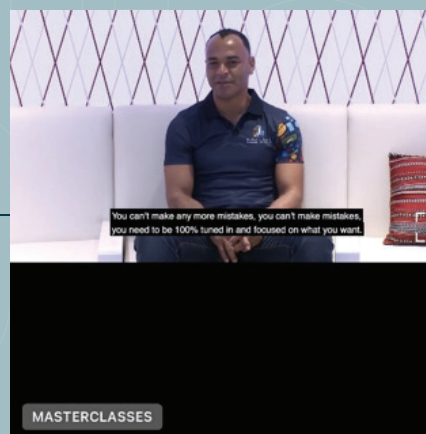 You can't make any more mistakes, you can't make mistakes,
you need to be 100% tuned in and focused on what you want.
MASTERCLASSES